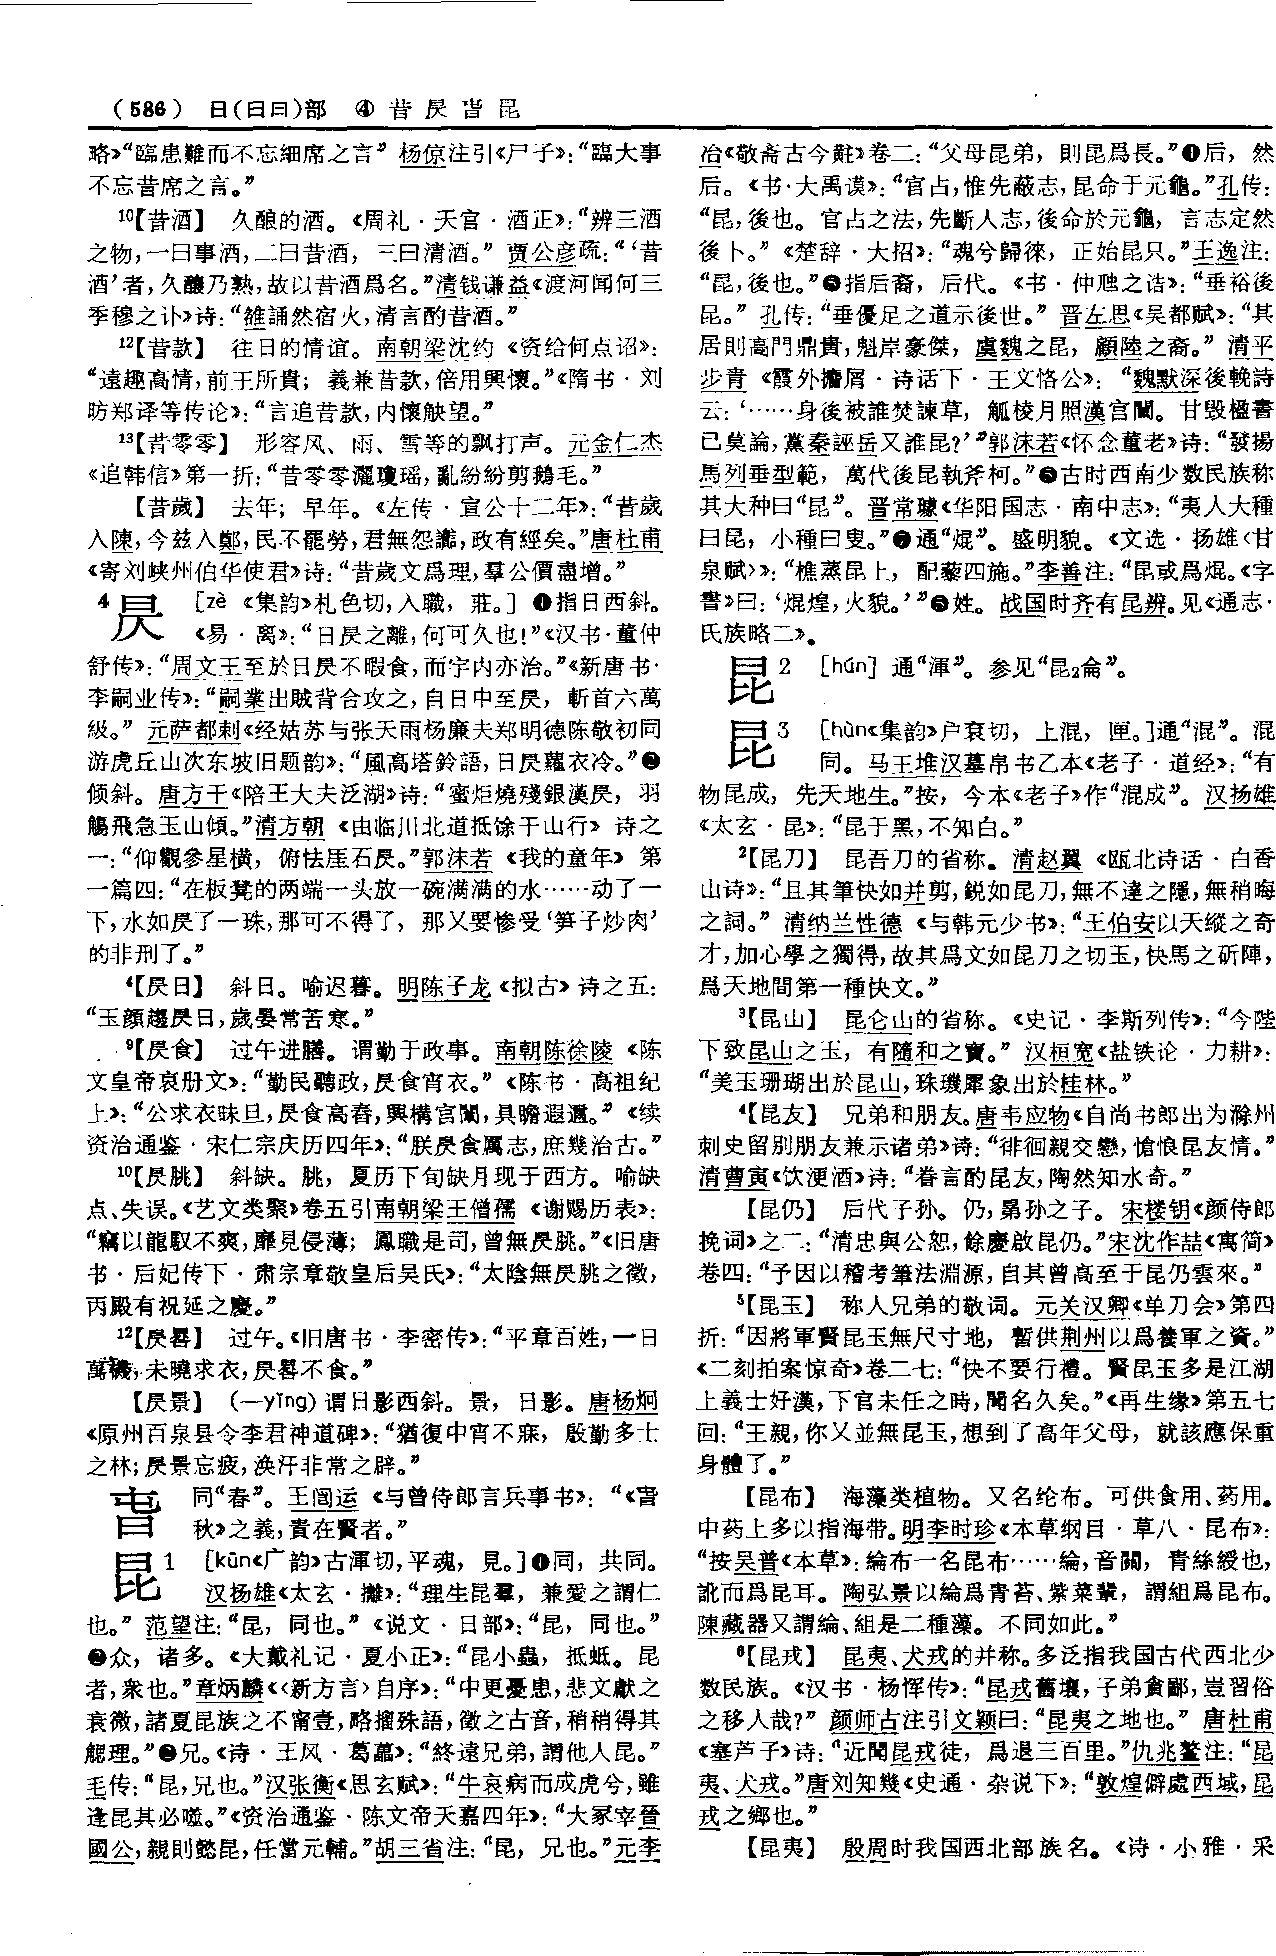 (586) 日(日曰)部 ④ 昔 昃 旾 昆
略》“臨患難而不忘細席之言” 杨倞注引《尸子》：“臨大事
不忘昔席之言。”
¹⁰【昔酒】 久酿的酒。《周礼·天官·酒正》：“辨三酒
之物，一曰事酒，二曰昔酒，三曰清酒。”贾公彦疏：“‘昔
酒’者，久釀乃熟，故以昔酒爲名。”清钱谦益《渡河闻何三
季穆之讣》诗：“雒誦然宿火，清言酌昔酒。”
¹²【昔款】 往日的情谊。南朝梁沈约《资给何点诏》：
“遠趣高情，前王所貴；義兼昔款，倍用興懷。”《隋书·刘
昉郑译等传论》：“言追昔款，内懷觖望。”
¹³【昔零零】 形容风、雨、雪等的飘打声。元金仁杰
《追韩信》第一折：“昔零零灑瓊瑶，亂紛紛剪鵝毛。”
【昔歲】 去年；早年。《左传·宣公十二年》：“昔歲
入陳，今兹入鄭，民不罷勞，君無怨讟，政有經矣。”唐杜甫
《寄刘峡州伯华使君》诗：“昔歲文爲理，羣公價盡增。”
4 昃 [zè 《集韵》札色切，入職，莊。] ❶指日西斜。
《易·离》：“日昃之離，何可久也！”《汉书·董仲
舒传》：“周文王至於日昃不暇食，而宇内亦治。”《新唐书·
李嗣业传》：“嗣業出賊背合攻之，自日中至昃，斬首六萬
級。” 元萨都剌《经姑苏与张天雨杨廉夫郑明德陈敬初同
游虎丘山次东坡旧题韵》：“風高塔鈴語，日昃蘿衣冷。”❷
倾斜。唐方干《陪王大夫泛湖》诗：“蜜炬燒殘銀漢昃，羽
觴飛急玉山傾。”清方朝《由临川北道抵馀干山行》诗之
一：“仰觀參星橫，俯怯厓石昃。”郭沫若《我的童年》第
一篇四：“在板凳的两端一头放一碗满满的水……动了一
下，水如昃了一珠，那可不得了，那又要惨受‘笋子炒肉’
的非刑了。”
⁴【昃日】 斜日。喻迟暮。明陈子龙《拟古》诗之五：
“玉顔趨昃日，歲晏常苦寒。”
⁹【昃食】 过午进膳。谓勤于政事。南朝陈徐陵《陈
文皇帝哀册文》：“勤民聽政，昃食宵衣。”《陈书·高祖纪
上》：“公求衣昧旦，昃食高舂，興構宫闈，具瞻遐邇。”《续
资治通鉴·宋仁宗庆历四年》：“朕昃食厲志，庶幾治古。”
¹⁰【昃朓】 斜缺。朓，夏历下旬缺月现于西方。喻缺
点、失误。《艺文类聚》卷五引南朝梁王僧孺《谢赐历表》：
“竊以龍馭不爽，靡見侵薄；鳳職是司，曾無昃朓。”《旧唐
书·后妃传下·肃宗章敬皇后吴氏》：“太陰無昃朓之徵，
丙殿有祝延之慶。”
¹²【昃晷】 过午。《旧唐书·李密传》：“平章百姓，一日
萬機，未曉求衣，昃晷不食。”
【昃景】 (—yǐng)谓日影西斜。景，日影。唐杨炯
《原州百泉县令李君神道碑》：“猶復中宵不寐，殷勤多士
之林；昃景忘疲，涣汗非常之辟。”
旾 同“春”。王闿运《与曾侍郎言兵事书》：“《旾
秋》之義，責在賢者。”
昆1 [kūn《广韵》古渾切，平魂，見。]❶同，共同。
汉扬雄《太玄·攡》：“理生昆羣，兼愛之謂仁
也。”范望注：“昆，同也。”《说文·日部》：“昆，同也。”
❷众，诸多。《大戴礼记·夏小正》：“昆小蟲，抵蚳。昆
者，衆也。”章炳麟《〈新方言〉自序》：“中更憂患，悲文獻之
衰微，諸夏昆族之不甯壹，略㨨殊語，徵之古音，稍稍得其
鰓理。”❸兄。《诗·王风·葛藟》：“終遠兄弟，謂他人昆。”
毛传：“昆，兄也。”汉张衡《思玄赋》：“牛哀病而成虎兮，雖
逢昆其必噬。”《资治通鉴·陈文帝天嘉四年》：“大冢宰晉
國公，親則懿昆，任當元輔。”胡三省注：“昆，兄也。”元李
冶《敬斋古今黈》卷二：“父母昆弟，則昆爲長。”❹后，然
后。《书·大禹谟》：“官占，惟先蔽志，昆命于元龜。”孔传：
“昆，後也。官占之法，先斷人志，後命於元龜，言志定然
後卜。”《楚辞·大招》：“魂兮歸徠，正始昆只。”王逸注：
“昆，後也。”❺指后裔，后代。《书·仲虺之诰》：“垂裕後
昆。”孔传：“垂優足之道示後世。”晋左思《吴都赋》：“其
居則高門鼎貴，魁岸豪傑，虞魏之昆，顧陸之裔。”清平
步青《霞外攟屑·诗话下·王文恪公》：“魏默深後輓詩
云：‘……身後被誰焚諫草，觚棱月照漢宫闈。甘毀楹書
已莫論，黨秦誣岳又誰昆？’”郭沫若《怀念董老》诗：“發揚
馬列垂型範，萬代後昆執斧柯。”❻古时西南少数民族称
其大种曰“昆”。晋常璩《华阳国志·南中志》：“夷人大種
曰昆，小種曰叟。”❼通“焜”。盛明貌。《文选·扬雄〈甘
泉赋〉》：“樵蒸昆上，配藜四施。”李善注：“昆或爲焜。《字
書》曰：‘焜煌，火貌。’”❽姓。战国时齐有昆辨。见《通志·
氏族略二》。
昆2 [hún] 通“渾”。参见“昆₂侖”。
昆3 [hùn《集韵》户衮切，上混，匣。]通“混”。混
同。马王堆汉墓帛书乙本《老子·道经》：“有
物昆成，先天地生。”按，今本《老子》作“混成”。汉扬雄
《太玄·昆》：“昆于黑，不知白。”
²【昆刀】 昆吾刀的省称。清赵翼《瓯北诗话·白香
山诗》：“且其筆快如并剪，鋭如昆刀，無不達之隱，無稍晦
之詞。”清纳兰性德《与韩元少书》：“王伯安以天縱之奇
才，加心學之獨得，故其爲文如昆刀之切玉，快馬之斫陣，
爲天地間第一種快文。”
³【昆山】 昆仑山的省称。《史记·李斯列传》：“今陛
下致昆山之玉，有隨和之寶。”汉桓宽《盐铁论·力耕》：
“美玉珊瑚出於昆山，珠璣犀象出於桂林。”
⁴【昆友】 兄弟和朋友。唐韦应物《自尚书郎出为滁州
刺史留别朋友兼示诸弟》诗：“徘徊親交戀，愴悢昆友情。”
清曹寅《饮浭酒》诗：“眷言酌昆友，陶然知水奇。”
【昆仍】 后代子孙。仍，晜孙之子。宋楼钥《颜侍郎
挽词》之二：“清忠與公恕，餘慶啟昆仍。”宋沈作喆《寓简》
卷四：“予因以稽考筆法淵源，自其曾高至于昆仍雲來。”
⁵【昆玉】 称人兄弟的敬词。元关汉卿《单刀会》第四
折：“因將軍賢昆玉無尺寸地，暫供荆州以爲養軍之資。”
《二刻拍案惊奇》卷二七：“快不要行禮。賢昆玉多是江湖
上義士好漢，下官未任之時，聞名久矣。”《再生缘》第五七
回：“王親，你又並無昆玉，想到了高年父母，就該應保重
身體了。”
【昆布】 海藻类植物。又名纶布。可供食用、药用。
中药上多以指海带。明李时珍《本草纲目·草八·昆布》：
“按吴普《本草》：綸布一名昆布……綸，音關，青絲綬也，
訛而爲昆耳。陶弘景以綸爲青苔、紫菜輩，謂組爲昆布。
陳藏器又謂綸、組是二種藻。不同如此。”
⁶【昆戎】 昆夷、犬戎的并称。多泛指我国古代西北少
数民族。《汉书·杨恽传》：“昆戎舊壤，子弟貪鄙，豈習俗
之移人哉？”颜师古注引文颖曰：“昆夷之地也。”唐杜甫
《塞芦子》诗：“近聞昆戎徒，爲退三百里。”仇兆鳌注：“昆
夷、犬戎。”唐刘知幾《史通·杂说下》：“敦煌僻處西域，昆
戎之鄉也。”
【昆夷】 殷周时我国西北部族名。《诗·小雅·采